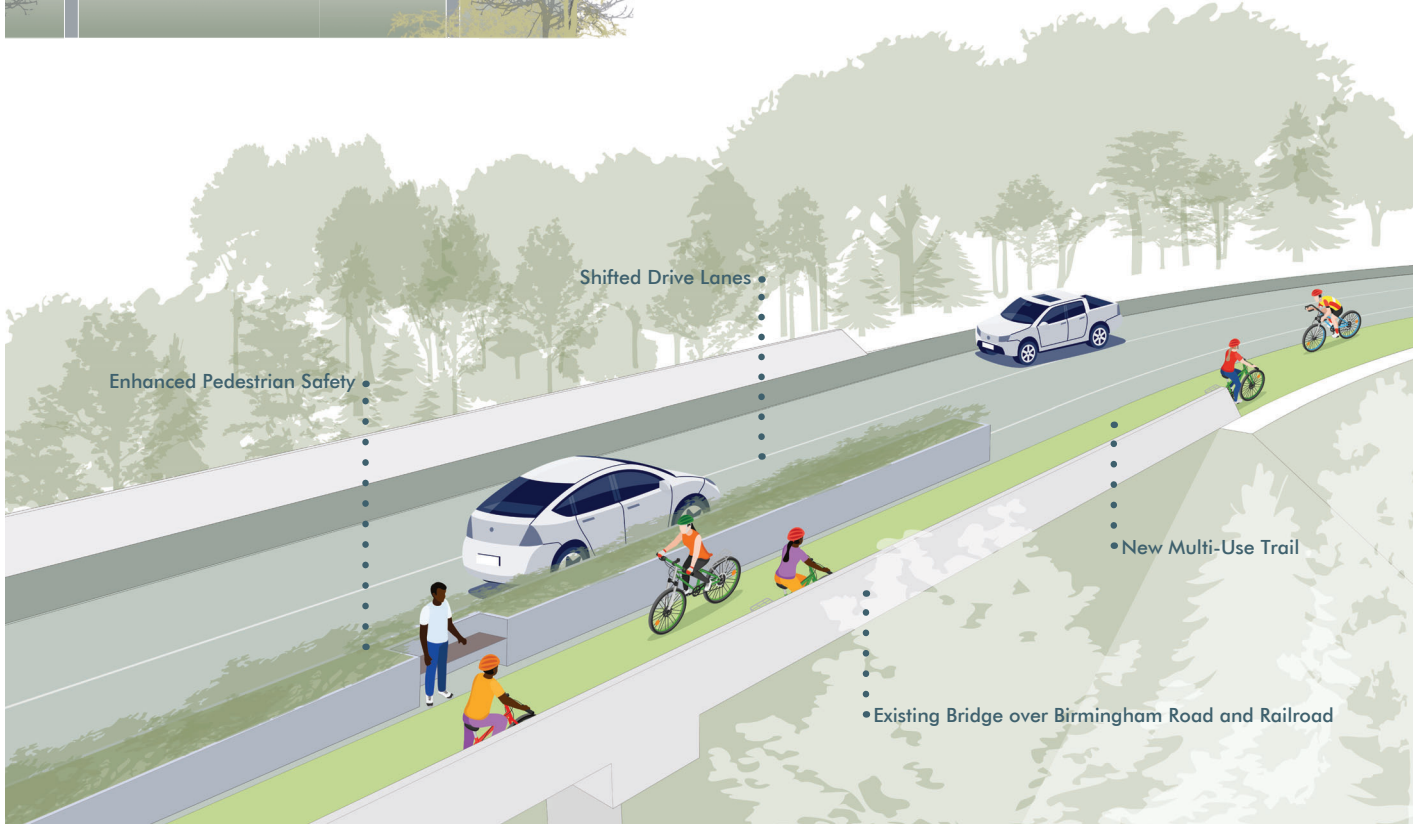 Shifted Drive Lanes
Enhanced Pedestrian Safety
New Multi-Use Trail
Existing Bridge over Birmingham Road and Railroad